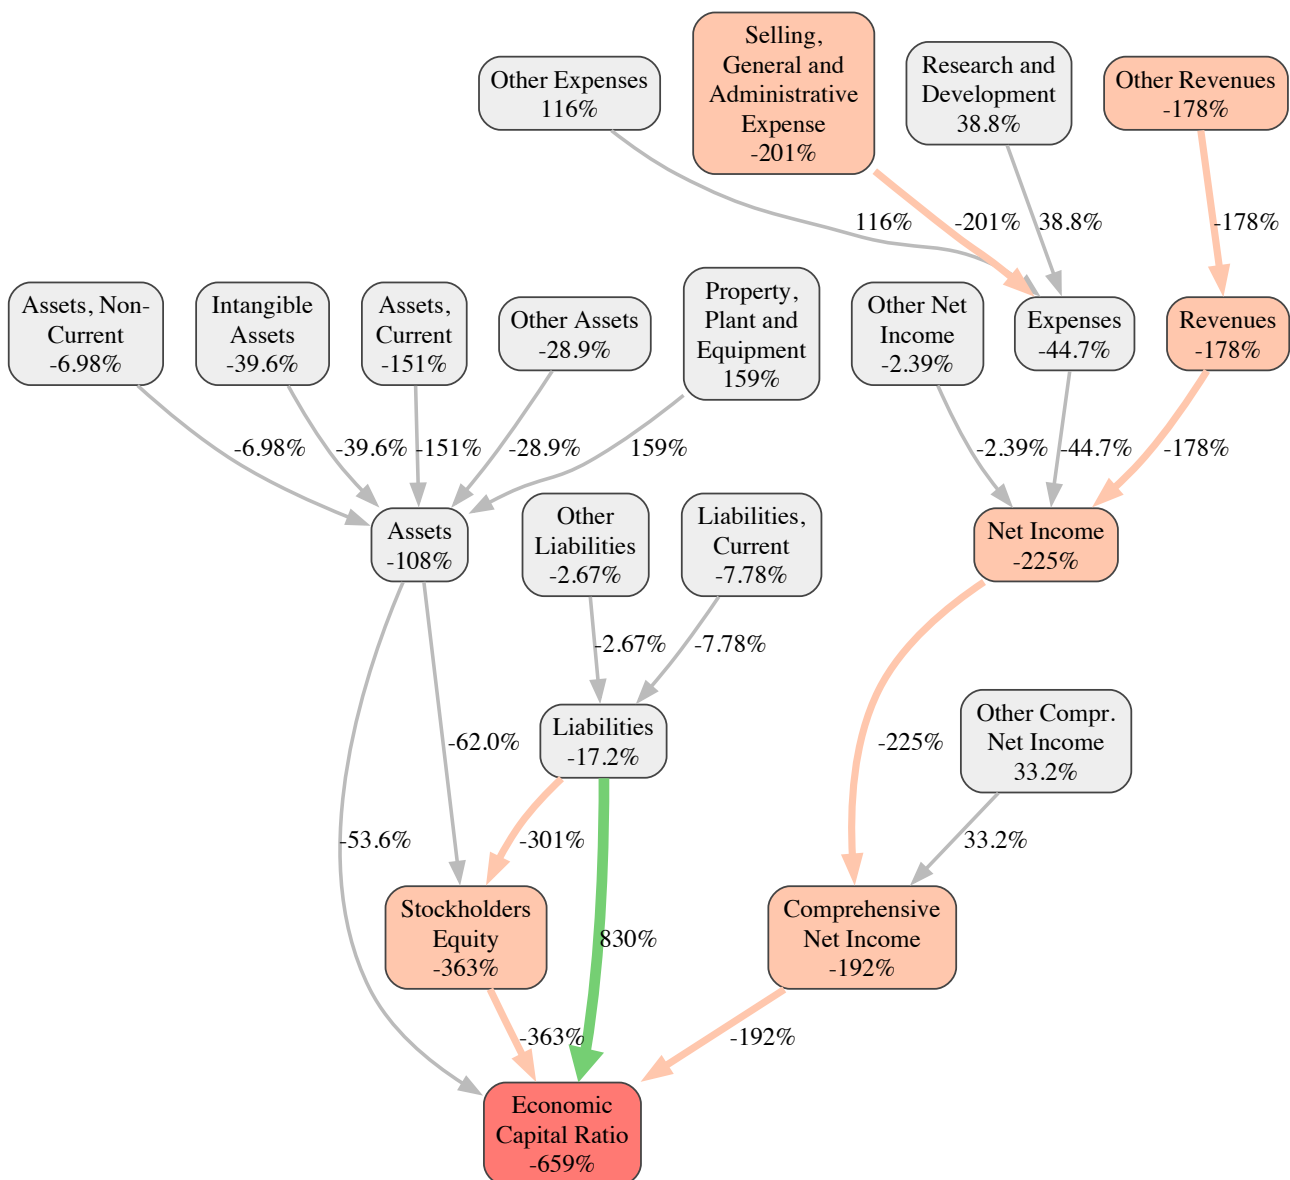 Other Expenses
116%
Selling,
General and
Administrative
Expense
-201%
Research and
Development
38.8%
Other Revenues
-178%
116%
-201%
38.8%
-178%
Assets, Non-
Current
-6.98%
Intangible
Assets
-39.6%
Assets,
Current
-151%
Other Assets
-28.9%
Property,
Plant and
Equipment
159%
Other Net
Income
-2.39%
Expenses
-44.7%
Revenues
-178%
-6.98%
-39.6%
-151%
-28.9%
159%
-2.39%
-44.7%
-178%
Assets
-108%
Other
Liabilities
-2.67%
Liabilities,
Current
-7.78%
Net Income
-225%
-2.67%
-7.78%
Liabilities
-17.2%
-62.0%
-225%
Other Compr.
Net Income
33.2%
-53.6%
-301%
33.2%
Stockholders
Equity
-363%
830%
Comprehensive
Net Income
-192%
-363%
-192%
Economic
Capital Ratio
-659%